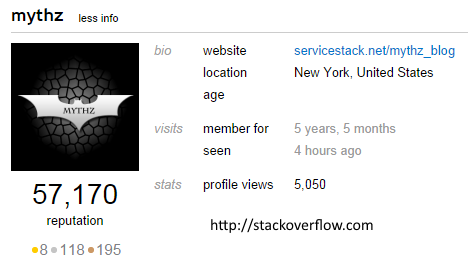 mythz less info
MYTHZ
57,170
reputation
8 118 195
bio website servicestack.net/mythz_blog
location New York, United States
age
visits member for 5 years, 5 months
seen 4 hours ago
stats profile views 5,050
http://stackoverflow.com